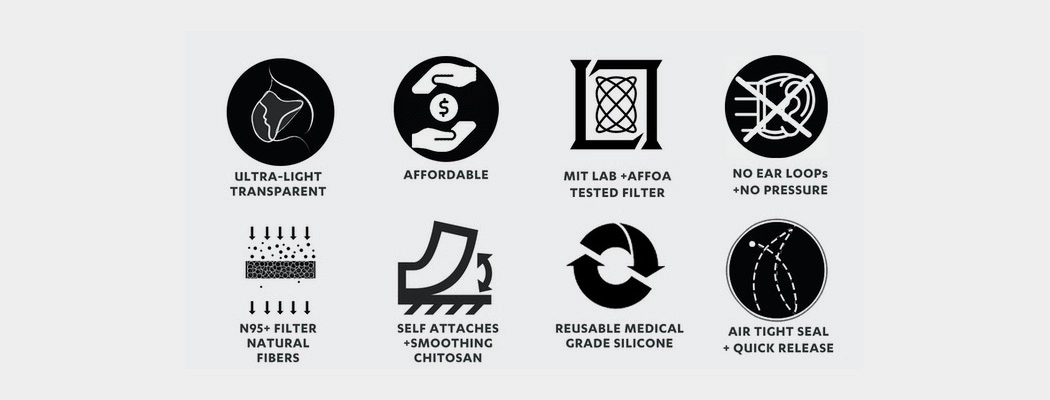 ULTRA-LIGHT
TRANSPARENT
AFFORDABLE
$
MIT LAB +AFFOA
TESTED FILTER
NO EAR LOOPs
+NO PRESSURE
N95+ FILTER
NATURAL
FIBERS
SELF ATTACHES
+SMOOTHING
CHITOSAN
REUSABLE MEDICAL
GRADE SILICONE
AIR TIGHT SEAL
+ QUICK RELEASE